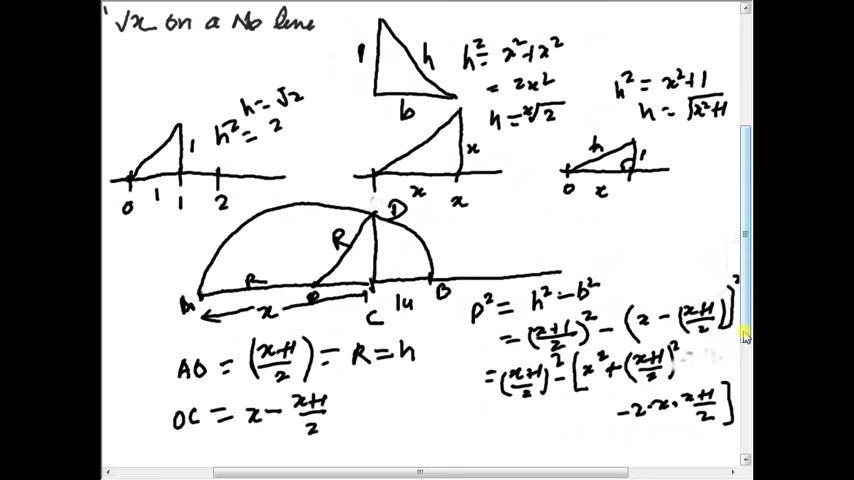 √x on a No line
1
h
h² = x²+x²
= 2x²
h = x√2
b
h² = x²+1
h = √x²+1
h = √2
h² = 2
1
0 1 1 2
x
x x
h
1
0 x
D
R
A R O C 1u B
x
AO = (x+1/2) = R = h
OC = x - x+1/2
p² = h² - b²
= (x+1/2)² - (x - (x+1/2))²
= (x+1/2)² - [x² + (x+1/2)²
-2·x·x+1/2]